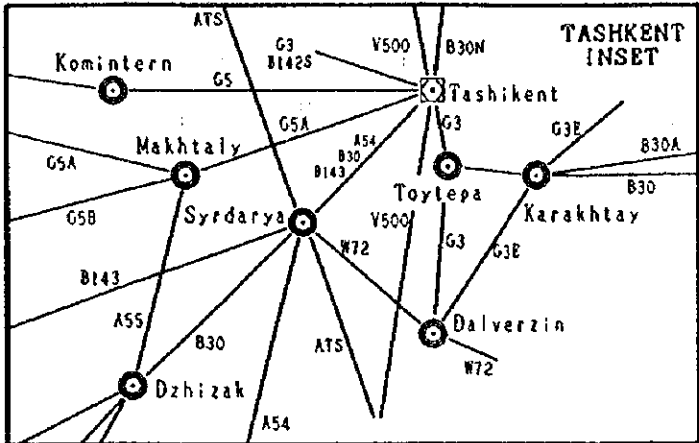 ATS
G3
B142S
V500
B30N
TASHKENT
INSET
Komintern
G5
Tashikent
G5A
G3
G3E
Makhtaly
A54
B30
B143
B30A
G5A
Toytepa
B30
G5B
Syrdarya
V500
Karakhtay
W72
G3
G3E
B143
A55
B30
ATS
Dalverzin
W72
Dzhizak
A54